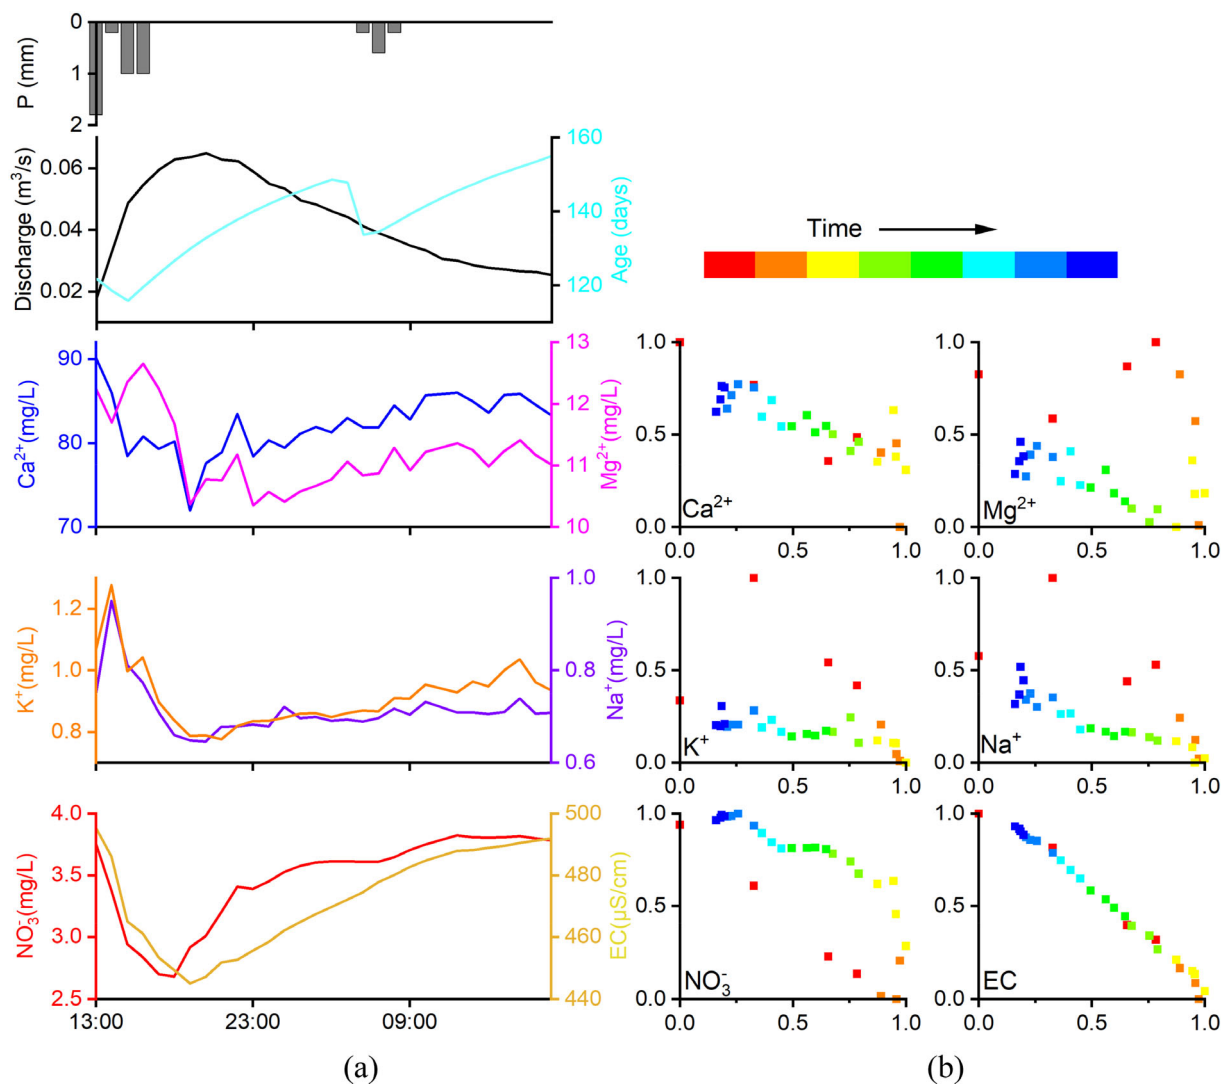 0
1
2
P (mm)
160
140
120
Age (days)
0.06
0.04
0.02
Discharge (m³/s)
Time
90
80
70
Ca²⁺(mg/L)
13
12
11
10
Mg²⁺(mg/L)
1.2
1.0
0.8
K⁺(mg/L)
1.0
0.8
0.6
Na⁺(mg/L)
4.0
3.5
3.0
2.5
NO₃⁻(mg/L)
500
480
460
440
EC(µS/cm)
13:00 23:00 09:00
(a)
1.0
0.5
0.0
Ca²⁺
0.0 0.5 1.0
1.0
0.5
0.0
Mg²⁺
0.0 0.5 1.0
1.0
0.5
0.0
K⁺
0.0 0.5 1.0
1.0
0.5
0.0
Na⁺
0.0 0.5 1.0
1.0
0.5
0.0
NO₃⁻
0.0 0.5 1.0
1.0
0.5
0.0
EC
0.0 0.5 1.0
(b)